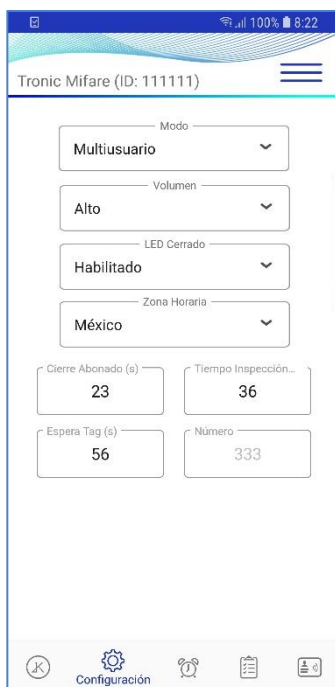 100% 8:22
Tronic Mifare (ID: 111111)
Modo
Multiusuario
Volumen
Alto
LED Cerrado
Habilitado
Zona Horaria
México
Cierre Abonado (s) Tiempo Inspección...
23 36
Espera Tag (s) Número
56 333
K
Configuración